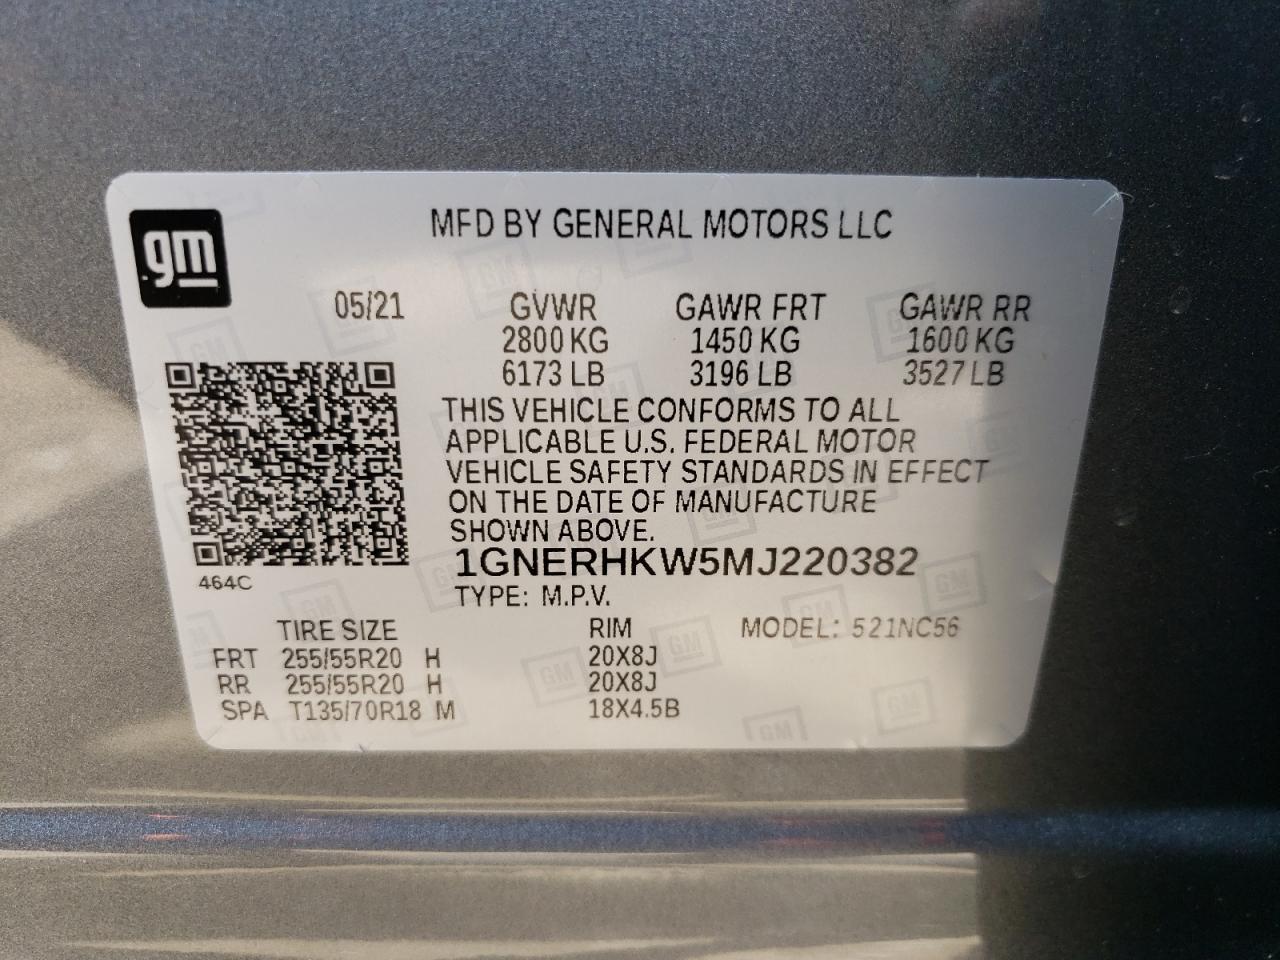 gm
MFD BY GENERAL MOTORS LLC
05/21 GVWR GAWR FRT GAWR RR
2800 KG 1450 KG 1600 KG
6173 LB 3196 LB 3527 LB
THIS VEHICLE CONFORMS TO ALL
APPLICABLE U.S. FEDERAL MOTOR
VEHICLE SAFETY STANDARDS IN EFFECT
ON THE DATE OF MANUFACTURE
SHOWN ABOVE.
1GNERHKW5MJ220382
464C
TYPE: M.P.V.
TIRE SIZE RIM MODEL: 521NC56
FRT 255/55R20 H 20X8J
RR 255/55R20 H 20X8J
SPA T135/70R18 M 18X4.5B